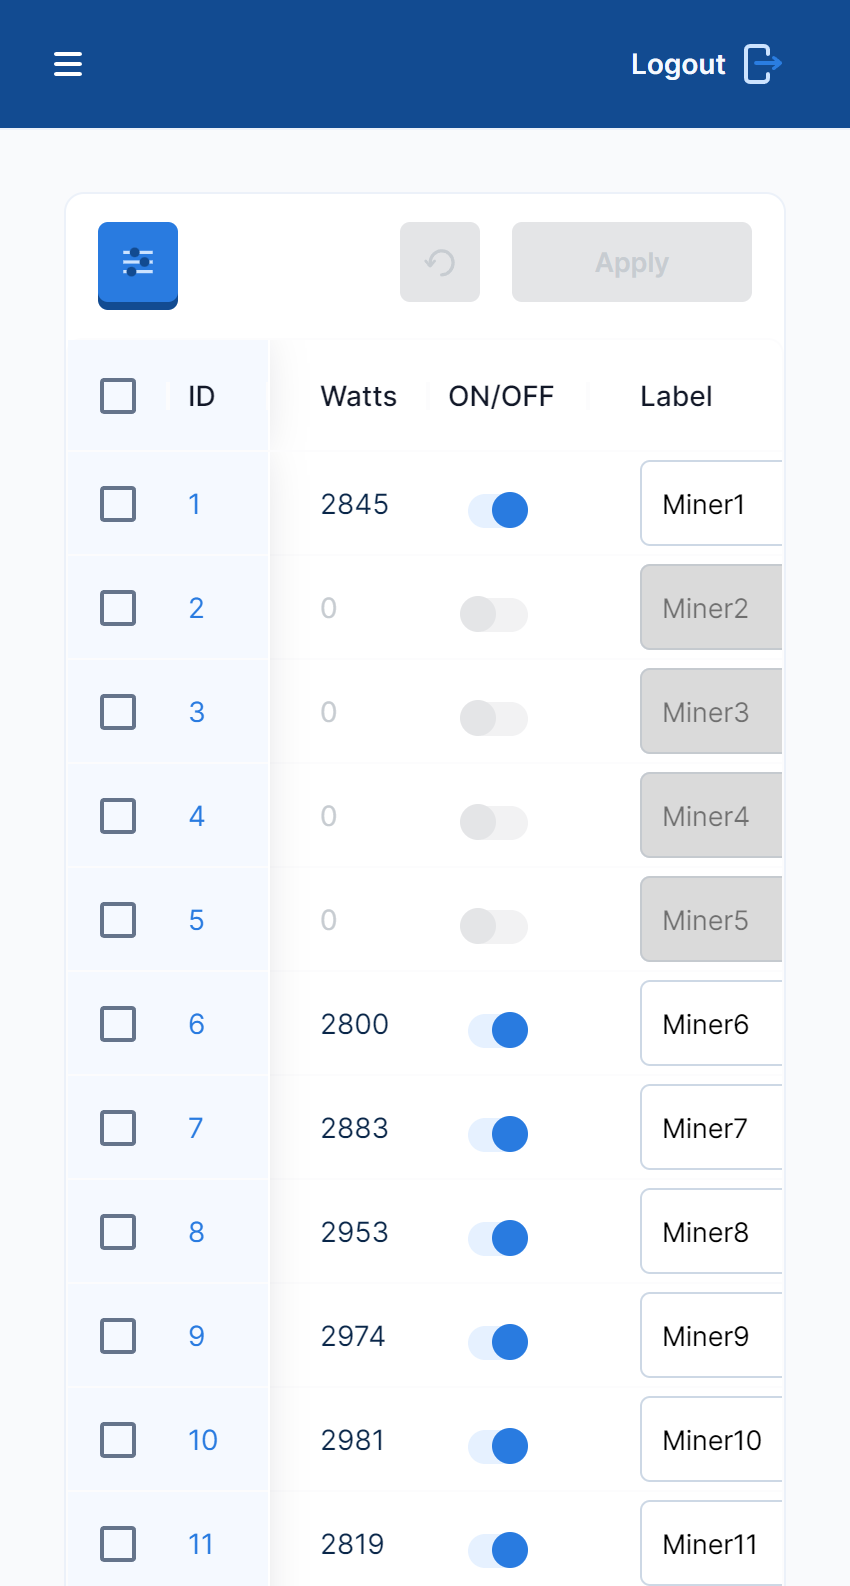 Logout
Apply
ID Watts ON/OFF Label
1 2845 Miner1
2 0 Miner2
3 0 Miner3
4 0 Miner4
5 0 Miner5
6 2800 Miner6
7 2883 Miner7
8 2953 Miner8
9 2974 Miner9
10 2981 Miner10
11 2819 Miner11